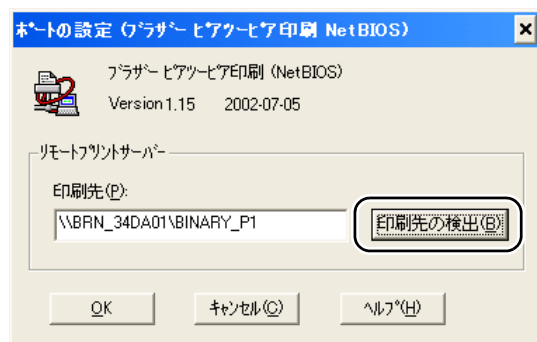 ﾎﾟｰﾄの設定 (ﾌﾞﾗｻﾞｰ ﾋﾟｱﾂｰﾋﾟｱ印刷 NetBIOS)
ﾌﾞﾗｻﾞｰ ﾋﾟｱﾂｰﾋﾟｱ印刷 (NetBIOS)
Version 1.15 2002-07-05
ﾘﾓｰﾄﾌﾟﾘﾝﾄｻｰﾊﾞｰ
印刷先(P):
\\BRN_34DA01\BINARY_P1
印刷先の検出(B)
OK
ｷｬﾝｾﾙ(C)
ﾍﾙﾌﾟ(H)